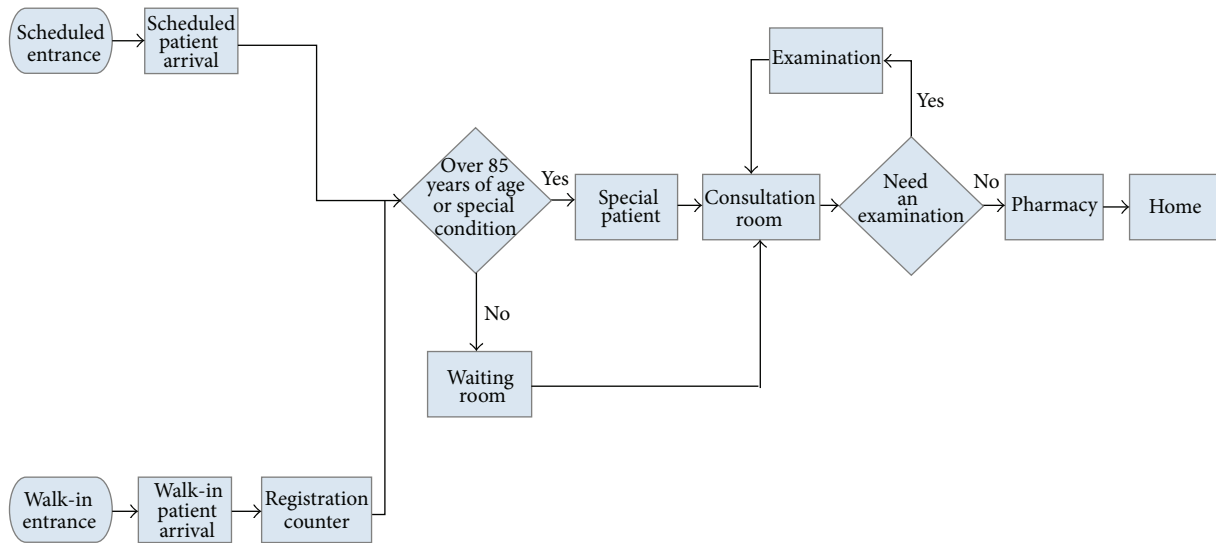 Scheduled
entrance
Scheduled
patient
arrival
Over 85
years of age
or special
condition
Yes
No
Special
patient
Waiting
room
Consultation
room
Examination
Yes
Need
an
examination
No
Pharmacy
Home
Walk-in
entrance
Walk-in
patient
arrival
Registration
counter